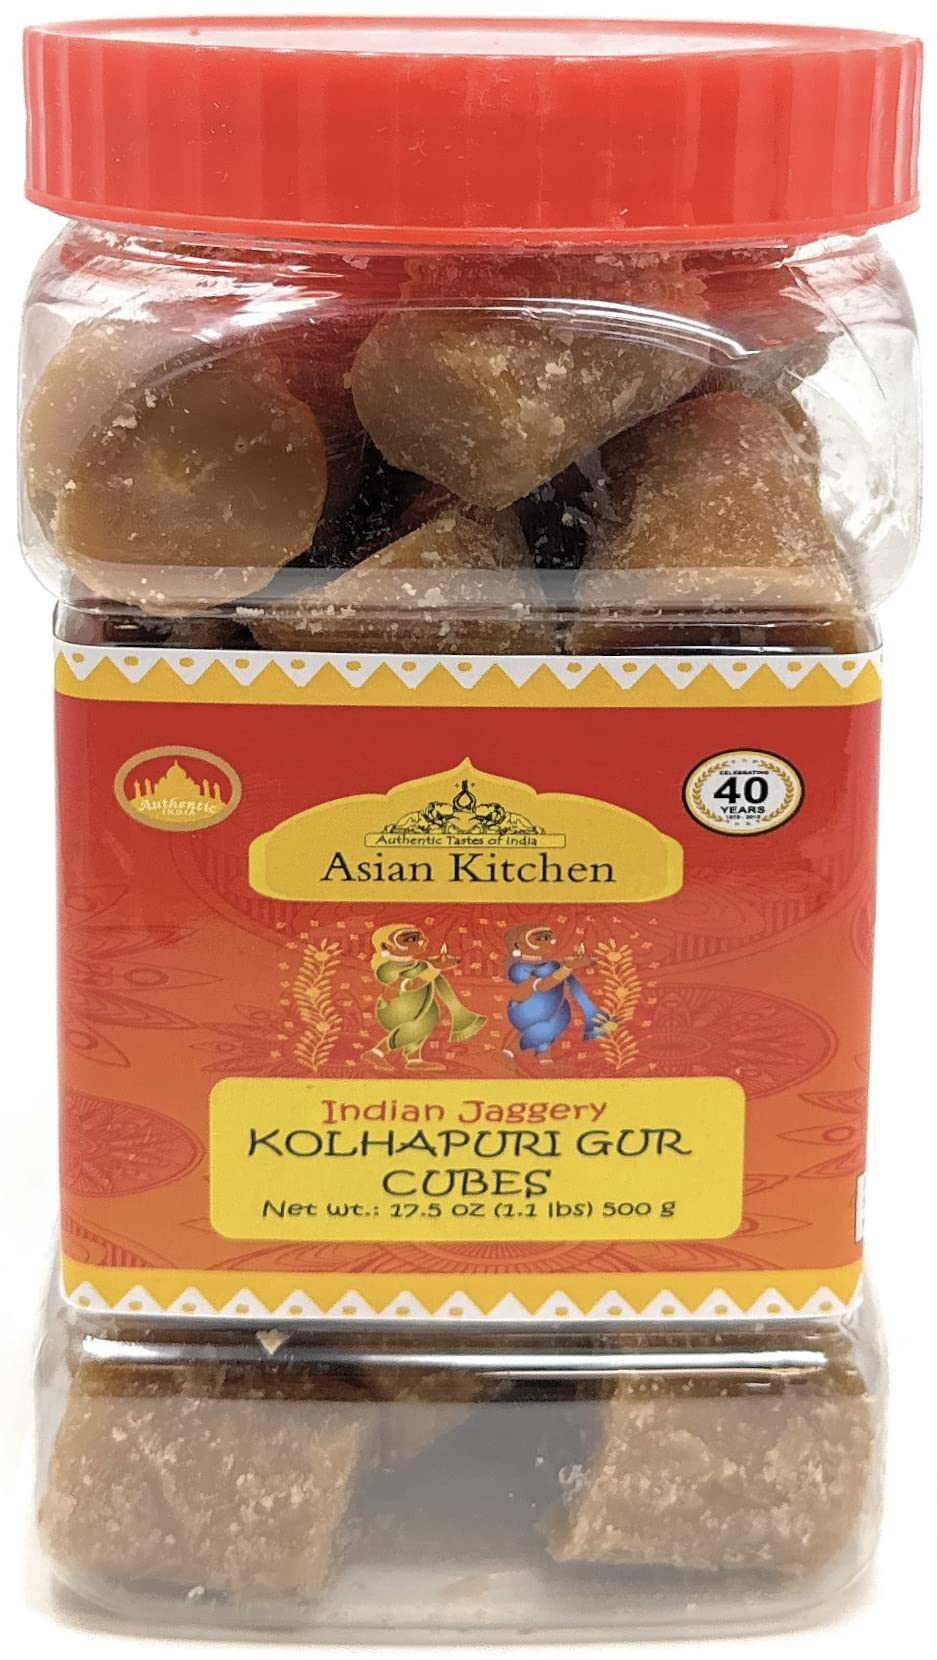 Authentic
INDIA
CELEBRATING
40
YEARS
Authentic Tastes of India
Asian Kitchen
Indian Jaggery
KOLHAPURI GUR
CUBES
Net wt.: 17.5 OZ (1.1 lbs) 500 g